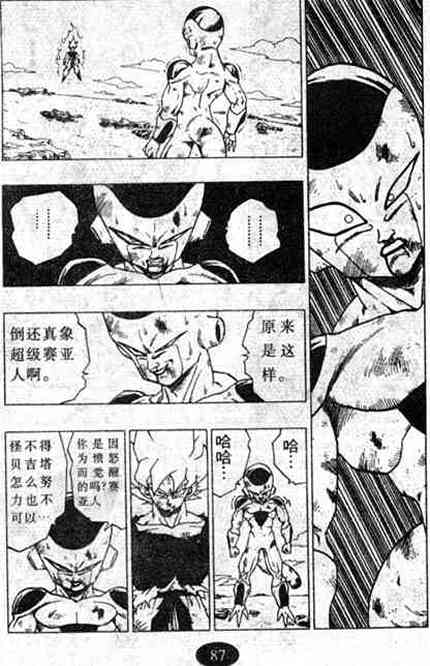 ……
……
原来
是这
样。
倒还真象
超级赛亚
人啊。
哈…
哈
哈…
你是因
为愤怒
而觉醒
的吗?赛
亚人
怪不得
贝吉塔
怎么努
力也不
可以…
87